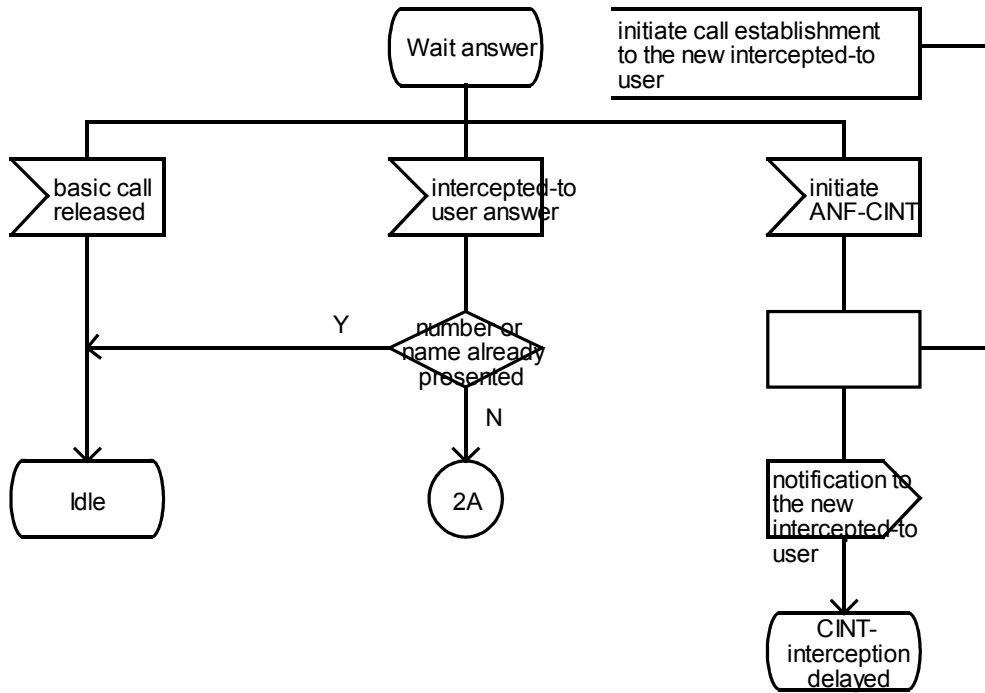 Wait answer
initiate call establishment
to the new intercepted-to
user
basic call
released
intercepted-to
user answer
initiate
ANF-CINT
Y
number or
name already
prosented
N
Idle
2A
notification to
the new
intercepted-to
user
CINT-
interception
delayed